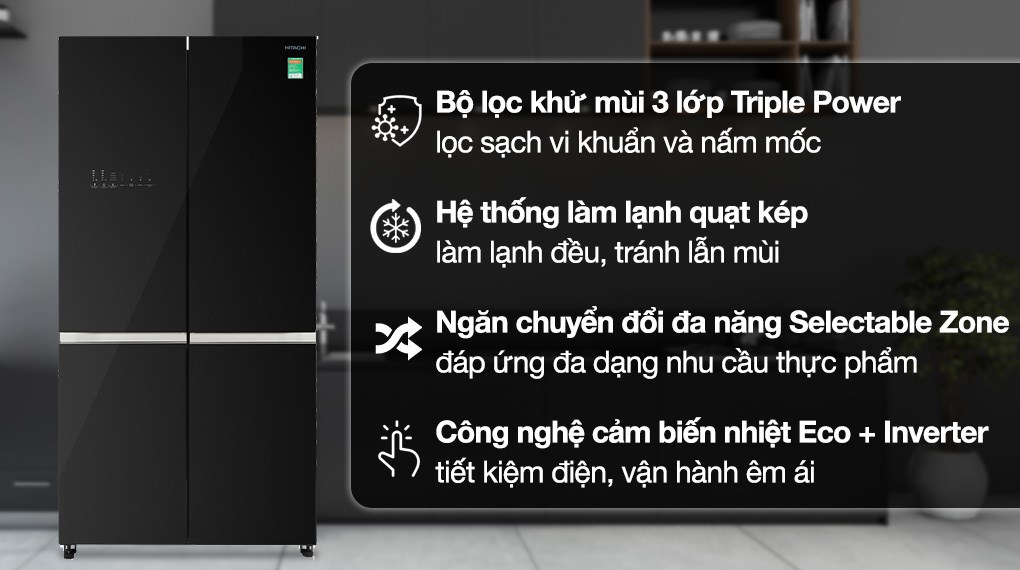 HITACHI
Bộ lọc khử mùi 3 lớp Triple Power
lọc sạch vi khuẩn và nấm mốc
Hệ thống làm lạnh quạt kép
làm lạnh đều, tránh lẫn mùi
Ngăn chuyển đổi đa năng Selectable Zone
đáp ứng đa dạng nhu cầu thực phẩm
Công nghệ cảm biến nhiệt Eco + Inverter
tiết kiệm điện, vận hành êm ái